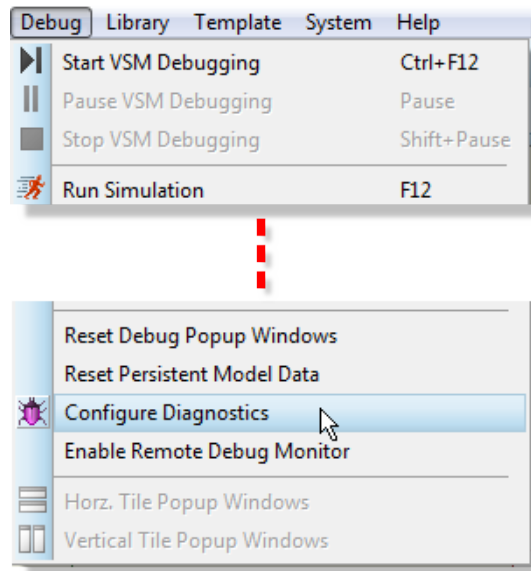 Debug Library Template System Help
Start VSM Debugging Ctrl+F12
Pause VSM Debugging Pause
Stop VSM Debugging Shift+Pause
Run Simulation F12
Reset Debug Popup Windows
Reset Persistent Model Data
Configure Diagnostics
Enable Remote Debug Monitor
Horz. Tile Popup Windows
Vertical Tile Popup Windows